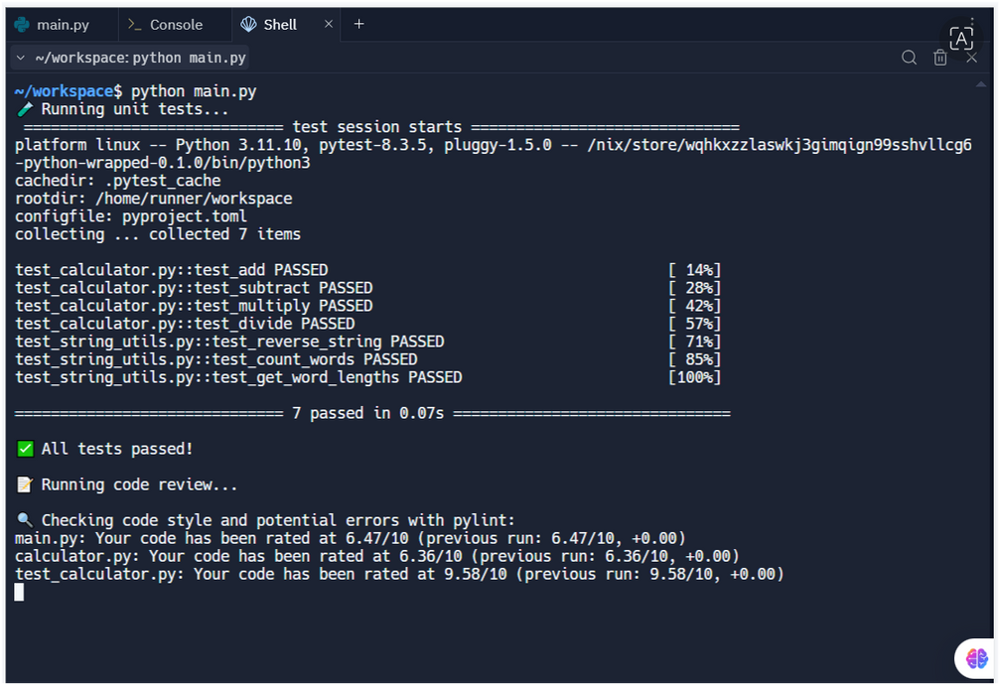 main.py
Console
Shell
~/workspace: python main.py
A
~/workspace$ python main.py
🧪 Running unit tests...
============================= test session starts ==============================
platform linux -- Python 3.11.10, pytest-8.3.5, pluggy-1.5.0 -- /nix/store/wqhkxzzlaswkj3gimqign99sshvllcg6
-python-wrapped-0.1.0/bin/python3
cachedir: .pytest_cache
rootdir: /home/runner/workspace
configfile: pyproject.toml
collecting ... collected 7 items
test_calculator.py::test_add PASSED [ 14%]
test_calculator.py::test_subtract PASSED [ 28%]
test_calculator.py::test_multiply PASSED [ 42%]
test_calculator.py::test_divide PASSED [ 57%]
test_string_utils.py::test_reverse_string PASSED [ 71%]
test_string_utils.py::test_count_words PASSED [ 85%]
test_string_utils.py::test_get_word_lengths PASSED [100%]
============================== 7 passed in 0.07s ===============================
✅ All tests passed!
📝 Running code review...
🔍 Checking code style and potential errors with pylint:
main.py: Your code has been rated at 6.47/10 (previous run: 6.47/10, +0.00)
calculator.py: Your code has been rated at 6.36/10 (previous run: 6.36/10, +0.00)
test_calculator.py: Your code has been rated at 9.58/10 (previous run: 9.58/10, +0.00)